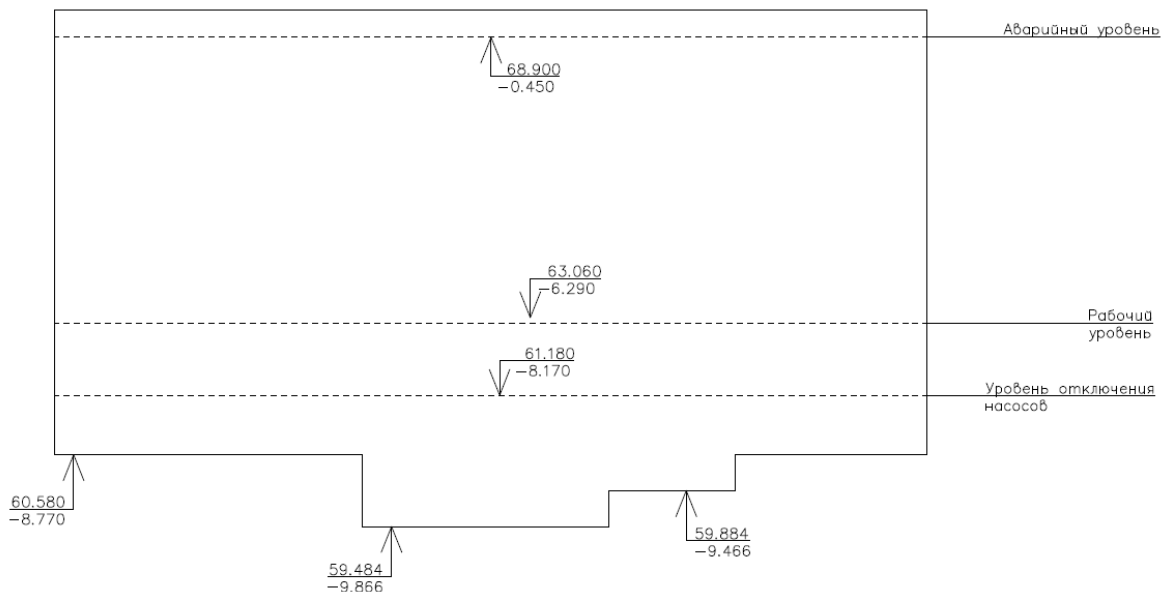 Аварийный уровень
68.900
-0.450
63.060
-6.290
Рабочий
уровень
61.180
-8.170
Уровень отключения
насосов
60.580
-8.770
59.884
-9.466
59.484
-9.866